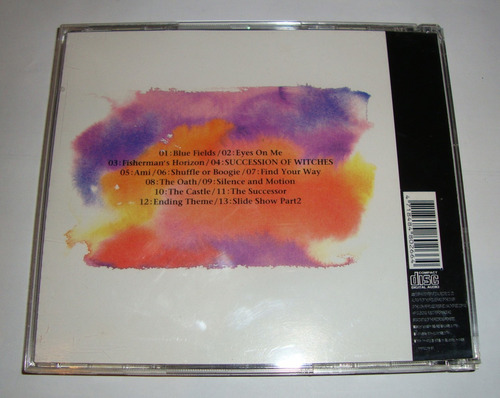 01:Blue Fields/02:Eyes On Me
03:Fisherman's Horizon/04:SUCCESSION OF WITCHES
05:Ami/06:Shuffle or Boogie/07:Find Your Way
08:The Oath/09:Silence and Motion
10:The Castle/11:The Successor
12:Ending Theme/13:Slide Show Part2
COMPACT
disc
DIGITAL AUDIO